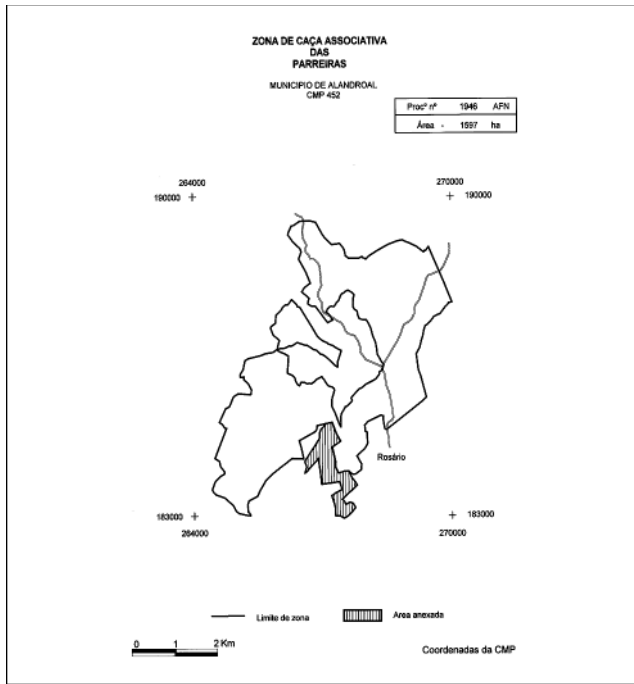 ZONA DE CAÇA ASSOCIATIVA
DAS
PARREIRAS
MUNICIPIO DE ALANDROAL
CMP 452
Procº nº 1946 AFN
Área - 1597 ha
264000
190000
270000
190000
Rosário
183000
264000
183000
270000
Limite de zona
Area anexada
0 1 2 Km
Coordenadas da CMP